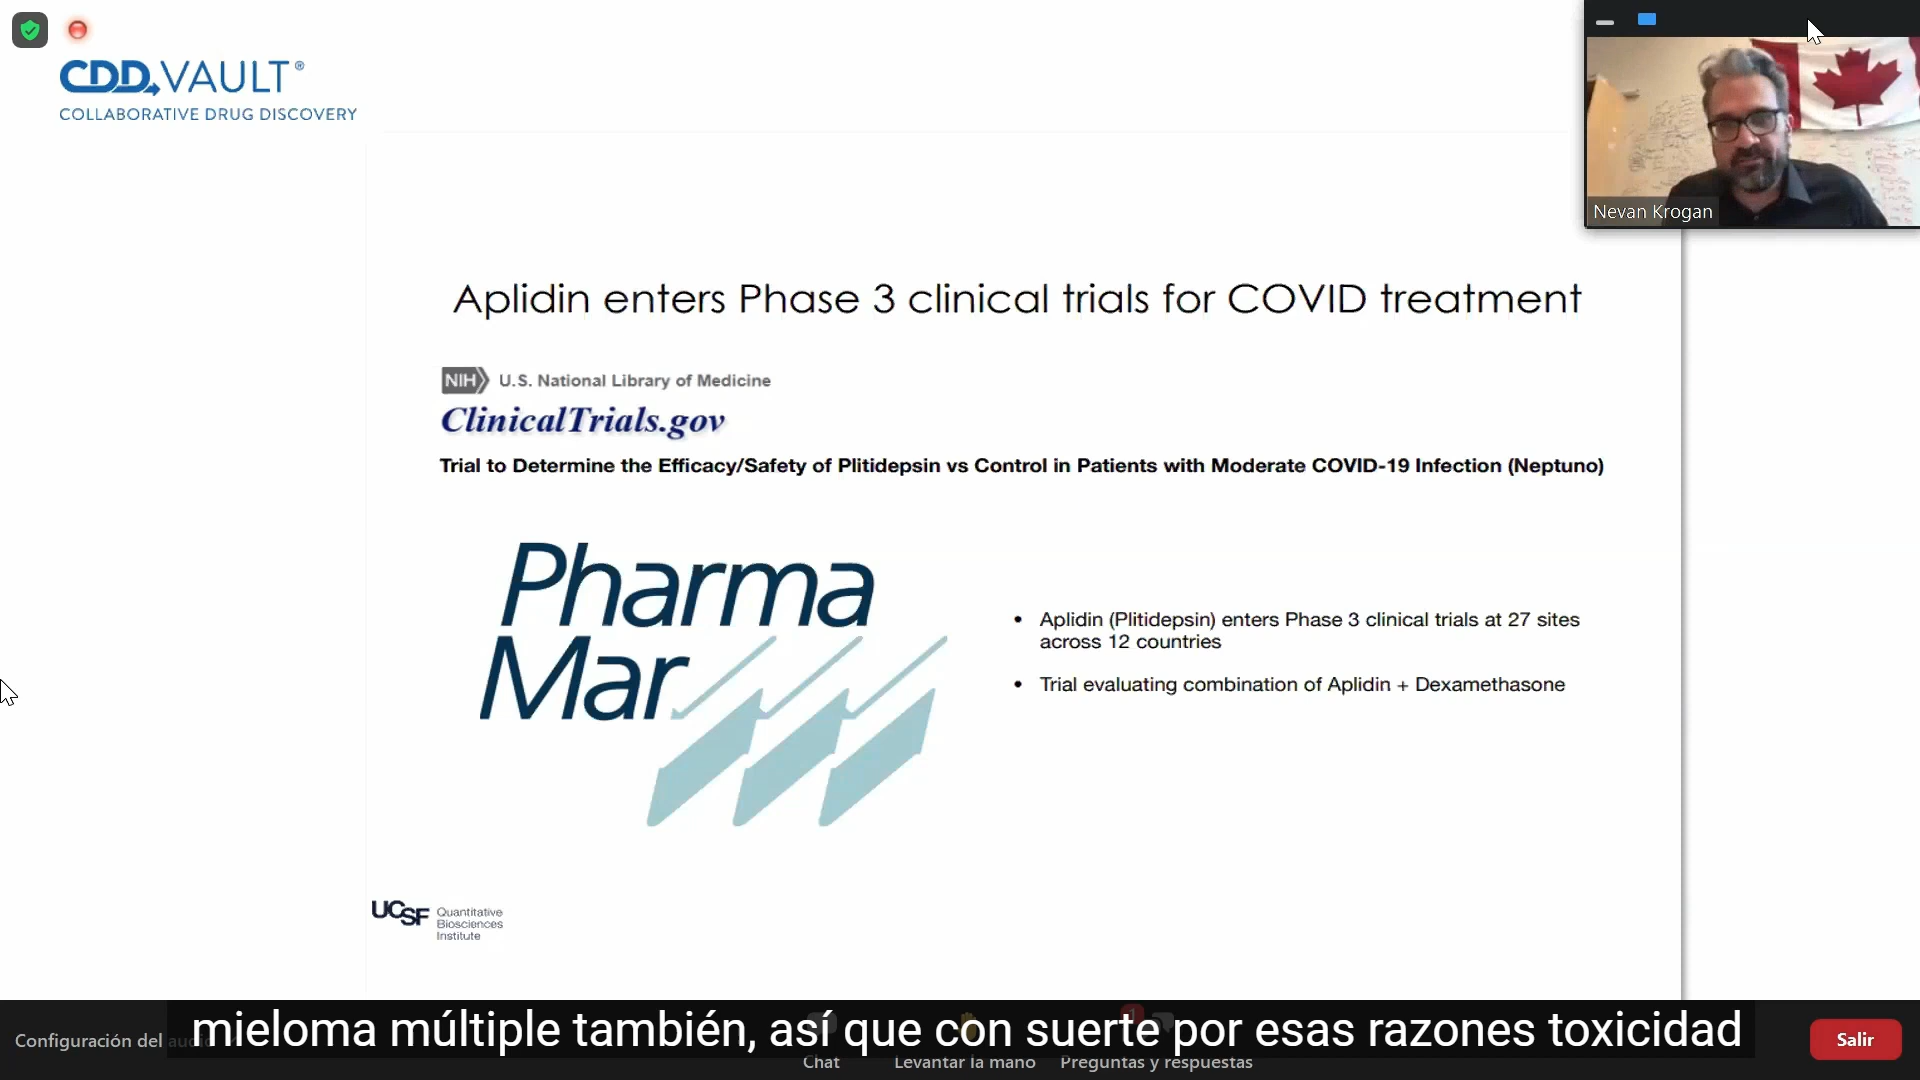 CDD VAULT®
COLLABORATIVE DRUG DISCOVERY
Nevan Krogan
Aplidin enters Phase 3 clinical trials for COVID treatment
NIH U.S. National Library of Medicine
ClinicalTrials.gov
Trial to Determine the Efficacy/Safety of Plitidepsin vs Control in Patients with Moderate COVID-19 Infection (Neptuno)
Pharma
Mar
• Aplidin (Plitidepsin) enters Phase 3 clinical trials at 27 sites
across 12 countries
• Trial evaluating combination of Aplidin + Dexamethasone
UCSF Quantitative
Biosciences
Institute
mieloma múltiple también, así que con suerte por esas razones toxicidad
Configuración del audio
Chat
Levantar la mano
Preguntas y respuestas
Salir